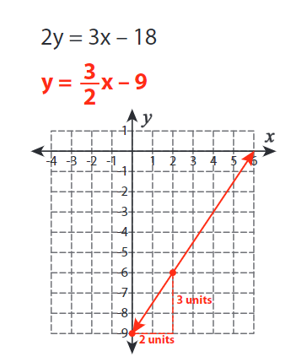 2y = 3x – 18
y = 3/2x – 9
y
1
x
-4 -3 -2 -1 1 2 3 4 5 6
-1
-2
-3
-4
-5
-6
3 units
-7
-8
-9
2 units